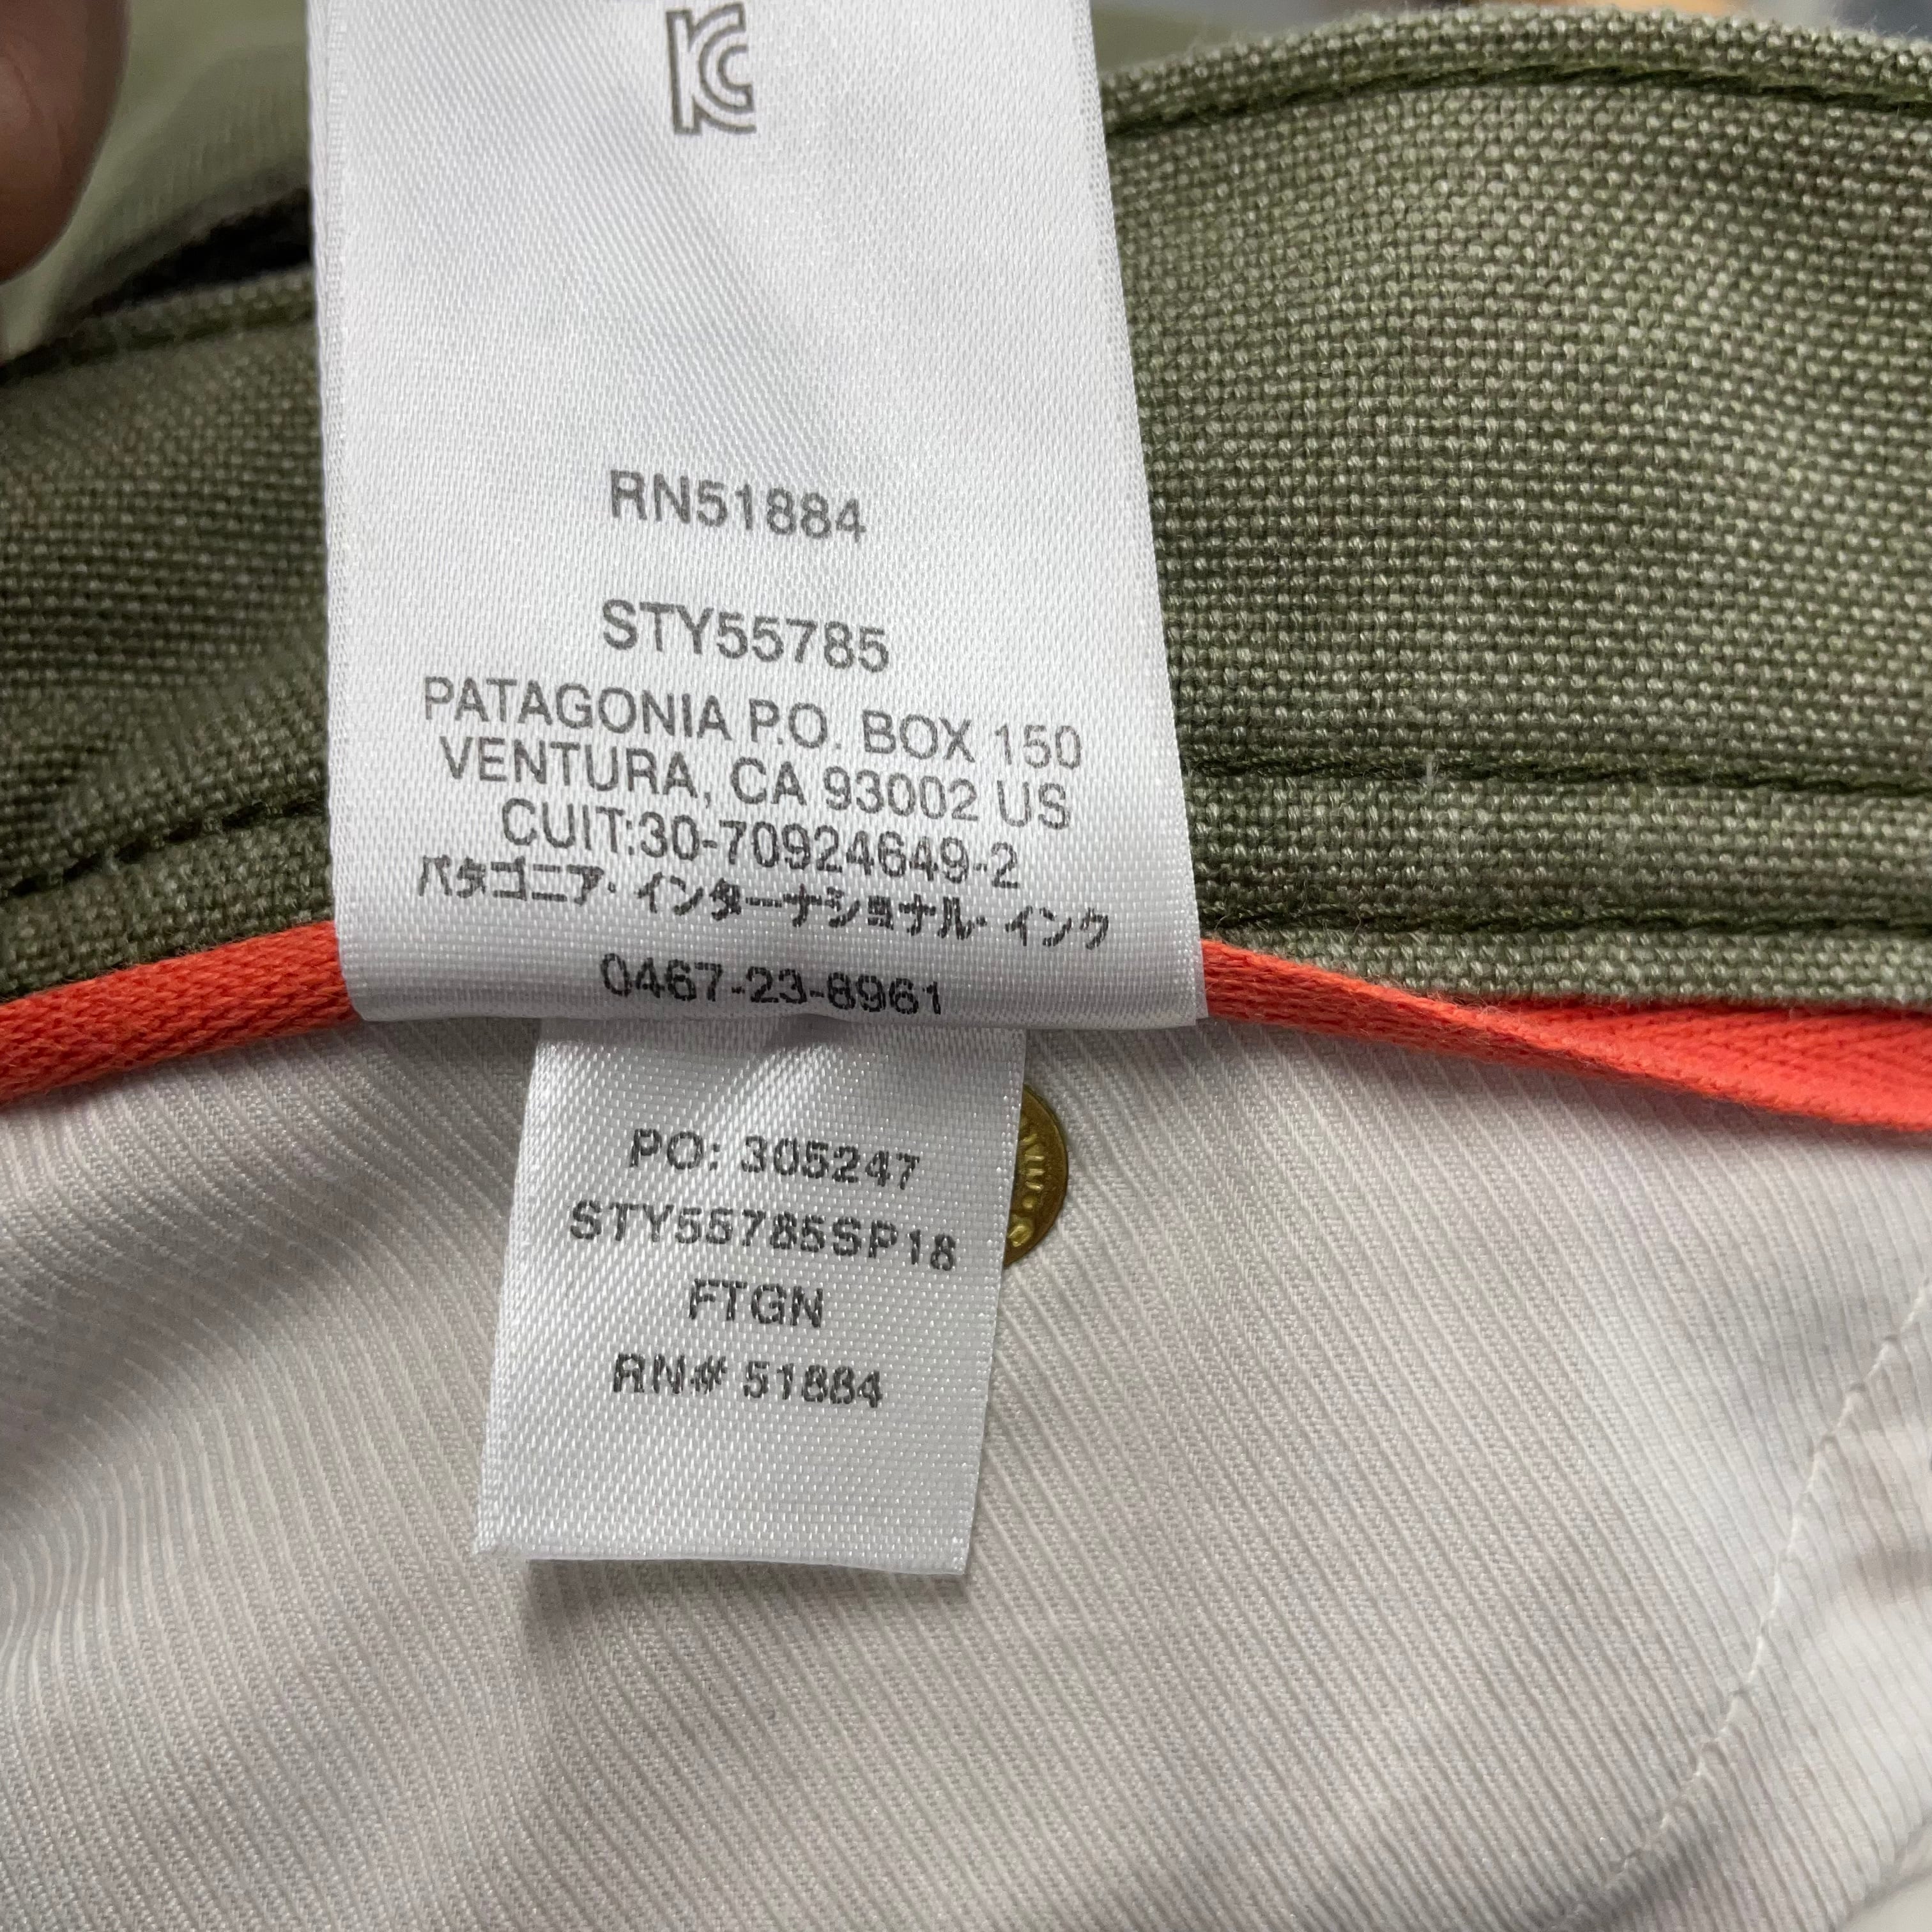 RN51884
STY55785
PATAGONIA P.O. BOX 150
VENTURA, CA 93002 US
CUIT:30-70924649-2
パタゴニア・インターナショナル・インク
0467-23-8961
PO: 305247
STY55785SP18
FTGN
RN# 51884